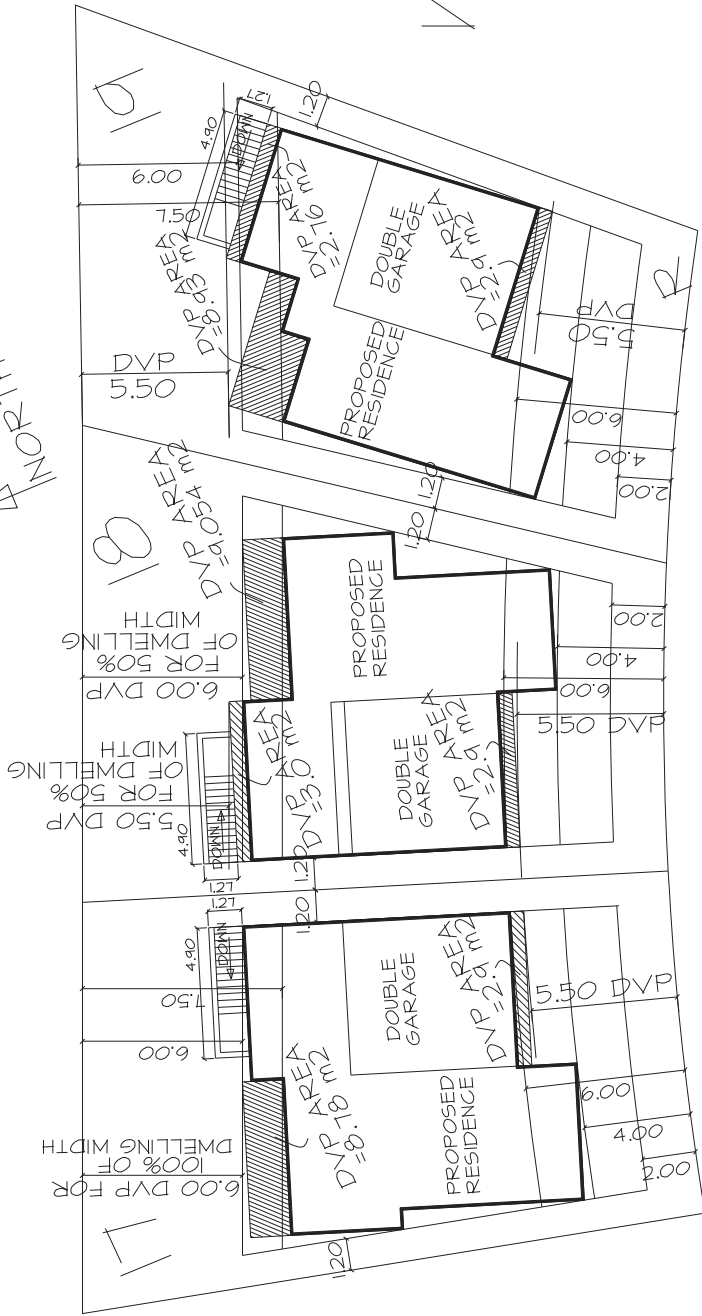 19
1.20
1.27
4.90
DOWN
6.00
7.50
DVP AREA
=2.76 m2
DVP AREA
=8.93 m2
DOUBLE
GARAGE
DVP AREA
=2.9 m2
DVP
5.50
DVP
5.50
PROPOSED
RESIDENCE
6.00
4.00
2.00
NORTH
1.20
1.20
18
DVP AREA
=9.054 m2
PROPOSED
RESIDENCE
6.00 DVP
FOR 50%
OF DWELLING
WIDTH
2.00
4.00
6.00
5.50 DVP
5.50 DVP
FOR 50%
OF DWELLING
WIDTH
DVP AREA
=3.0 m2
DOUBLE
GARAGE
DVP AREA
=2.9 m2
4.90
DOWN
1.27
1.20
1.20
1.27
4.90
DOWN
7.50
6.00
DOUBLE
GARAGE
DVP AREA
=2.9 m2
5.50 DVP
DVP AREA
=8.78 m2
PROPOSED
RESIDENCE
6.00
4.00
2.00
6.00 DVP FOR
100% OF
DWELLING WIDTH
17
1.20